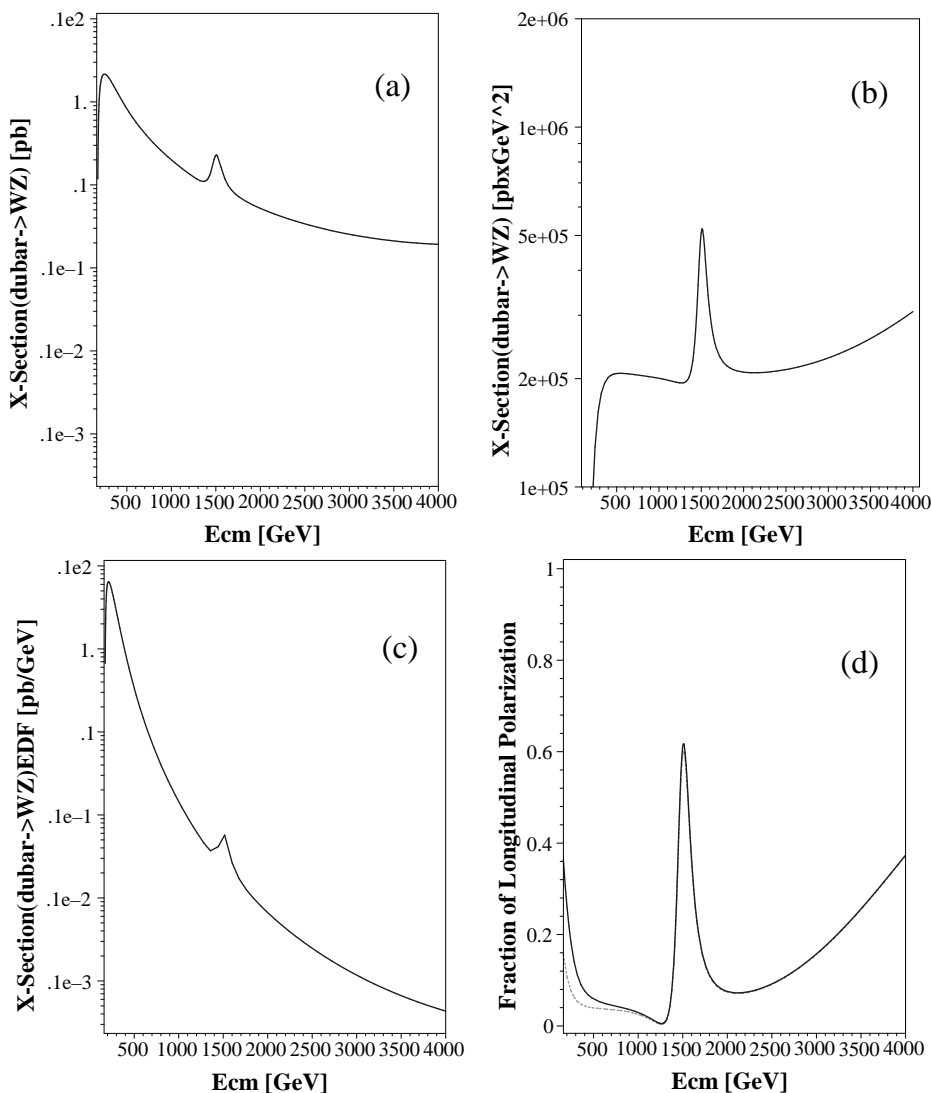 X-Section(dubar->WZ) [pb]
.1e2
1.
.1
.1e−1
.1e−2
.1e−3
(a)
500 1000 1500 2000 2500 3000 3500 4000
Ecm [GeV]
X-Section(dubar->WZ) [pbxGeV^2]
2e+06
1e+06
5e+05
2e+05
1e+05
(b)
500 1000 1500 2000 2500 3000 3500 4000
Ecm [GeV]
X-Section(dubar->WZ)EDF [pb/GeV]
.1e2
1.
.1
.1e−1
.1e−2
.1e−3
(c)
500 1000 1500 2000 2500 3000 3500 4000
Ecm [GeV]
Fraction of Longitudinal Polarization
1
0.8
0.6
0.4
0.2
0
(d)
500 1000 1500 2000 2500 3000 3500 4000
Ecm [GeV]